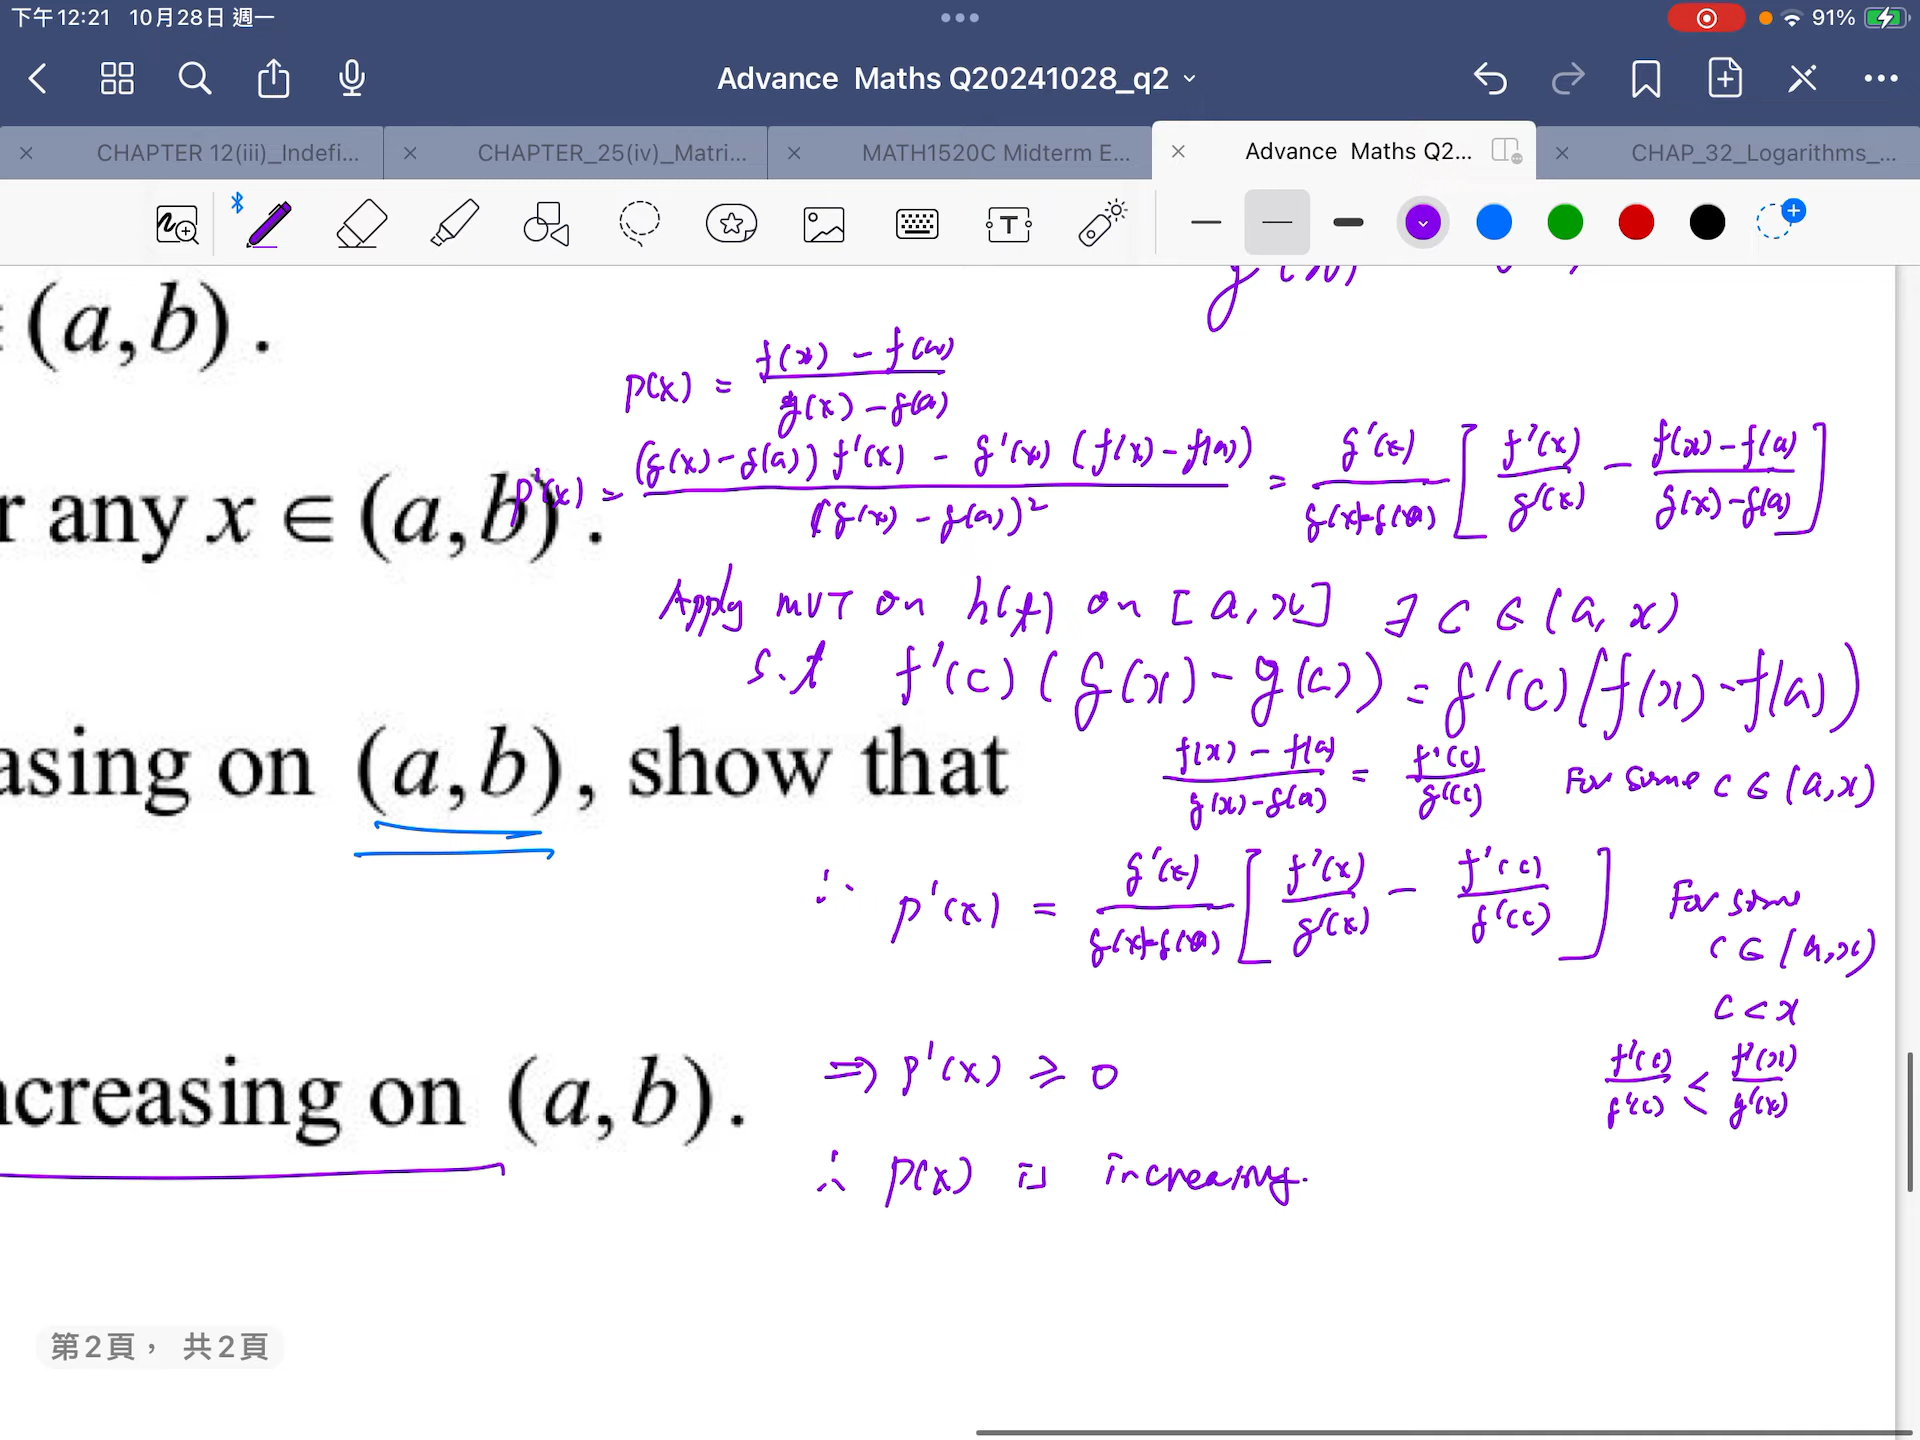 下午12:21 10月28日 週一
91%
Advance Maths Q20241028_q2
CHAPTER 12(iii)_Indefi...
CHAPTER_25(iv)_Matri...
MATH1520C Midterm E...
Advance Maths Q2...
CHAP_32_Logarithms_...
(a,b).
p(x) = (f(x) - f(a)) / (g(x) - g(a))
r any x ∈ (a,b).
p'(x) = ((g(x) - g(a)) f'(x) - g'(x) (f(x) - f(a))) / (g(x) - g(a))² = g'(x) / (g(x) - g(a)) [ f'(x)/g'(x) - (f(x) - f(a))/(g(x) - g(a)) ]
Apply MVT on h(t) on [a, x] ∃ c ∈ (a, x)
s.t f'(c) (g(x) - g(a)) = g'(c) (f(x) - f(a))
asing on (a,b), show that
(f(x) - f(a)) / (g(x) - g(a)) = f'(c)/g'(c) For some c ∈ (a,x)
∴ p'(x) = g'(x) / (g(x) - g(a)) [ f'(x)/g'(x) - f'(c)/g'(c) ] For some
c ∈ (a,x)
c < x
ncreasing on (a,b).
⇒ p'(x) ≥ 0
f'(c)/g'(c) < f'(x)/g'(x)
∴ p(x) is increasing.
第2頁， 共2頁